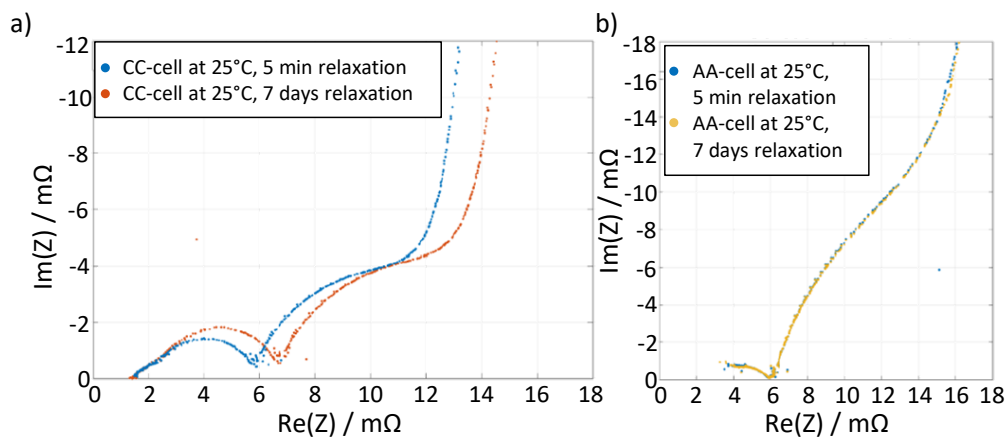 a)
-12
-10
-8
-6
-4
-2
0
Im(Z) / mΩ
CC-cell at 25°C, 5 min relaxation
CC-cell at 25°C, 7 days relaxation
0 2 4 6 8 10 12 14 16 18
Re(Z) / mΩ
b)
-18
-16
-14
-12
-10
-8
-6
-4
-2
0
Im(Z) / mΩ
AA-cell at 25°C,
5 min relaxation
AA-cell at 25°C,
7 days relaxation
2 4 6 8 10 12 14 16 18
Re(Z) / mΩ